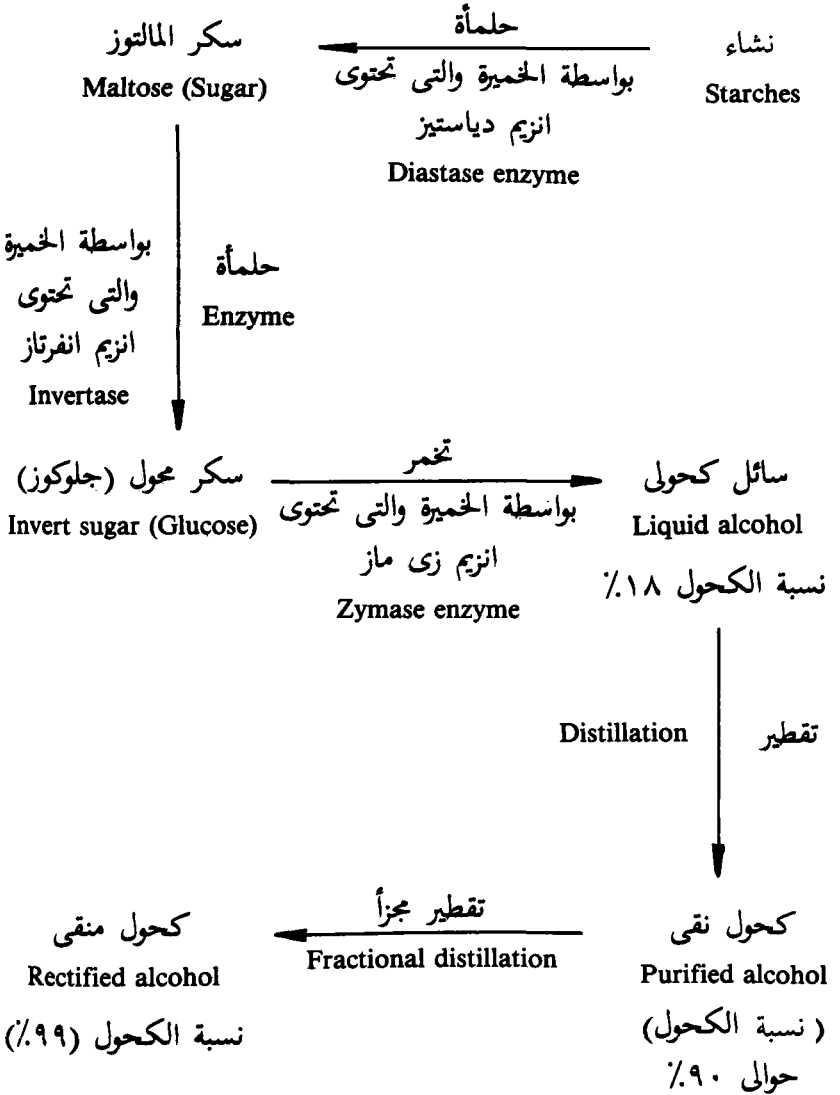 نشاء
Starches
حلمأة
بواسطة الخميرة والتى تحتوى
انزيم دياستيز
Diastase enzyme
سكر المالتوز
Maltose (Sugar)
بواسطة الخميرة
والتى تحتوى
انزيم انفرتاز
Invertase
حلمأة
Enzyme
سكر محول (جلوكوز)
Invert sugar (Glucose)
تخمر
بواسطة الخميرة والتى تحتوى
انزيم زى ماز
Zymase enzyme
سائل كحولى
Liquid alcohol
نسبة الكحول ١٨٪
Distillation
تقطير
كحول نقى
Purified alcohol
(نسبة الكحول)
حوالى ٩٠٪
تقطير مجزأ
Fractional distillation
كحول منقى
Rectified alcohol
نسبة الكحول (٩٩٪)